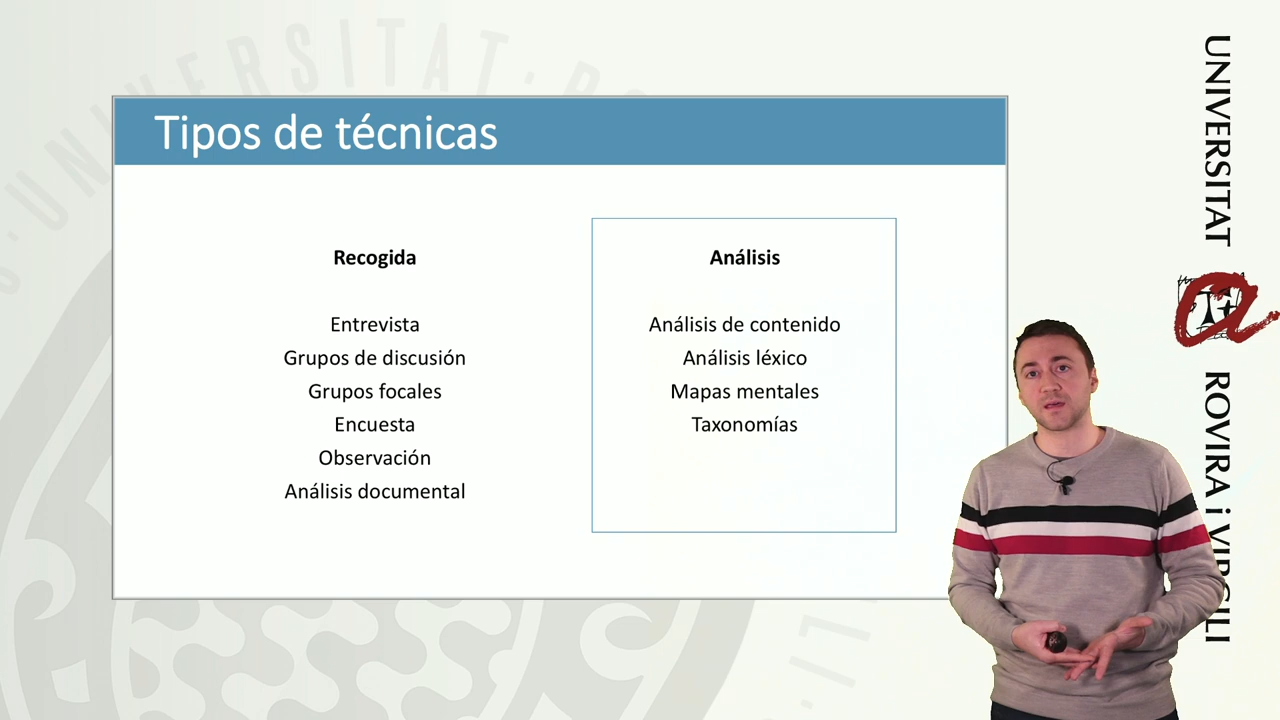 Tipos de técnicas
Recogida
Entrevista
Grupos de discusión
Grupos focales
Encuesta
Observación
Análisis documental
Análisis
Análisis de contenido
Análisis léxico
Mapas mentales
Taxonomías
UNIVERSITAT
ROVIRA i VIRGILI